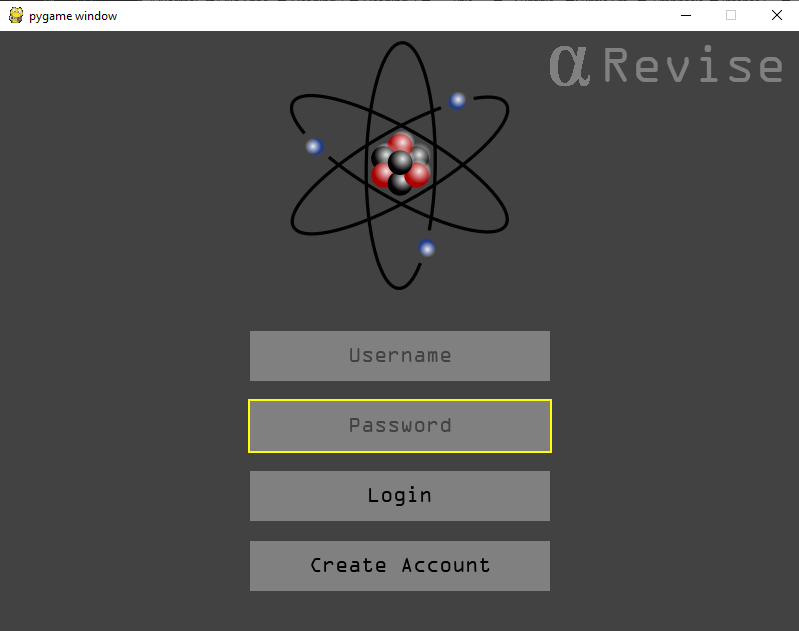 pygame window
αRevise
Username
Password
Login
Create Account